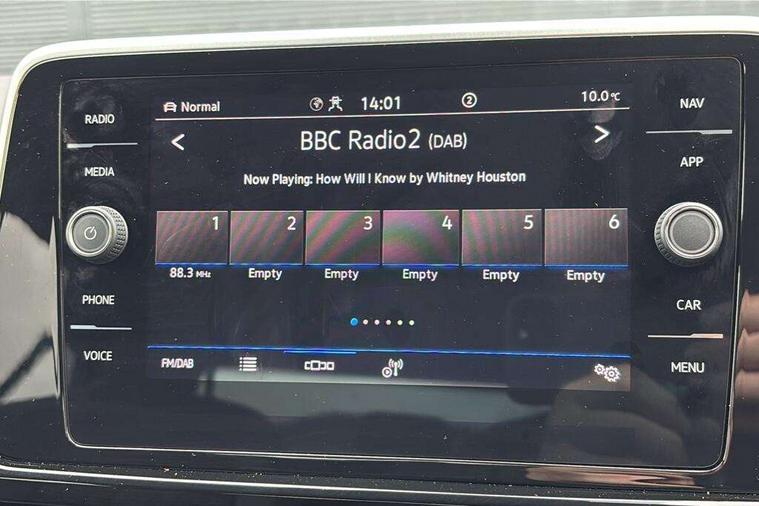 RADIO
MEDIA
PHONE
VOICE
Normal 14:01 2 10.0°C
BBC Radio2 (DAB)
Now Playing: How Will I Know by Whitney Houston
1 2 3 4 5 6
88.3 MHz Empty Empty Empty Empty Empty
FM/DAB
NAV
APP
CAR
MENU